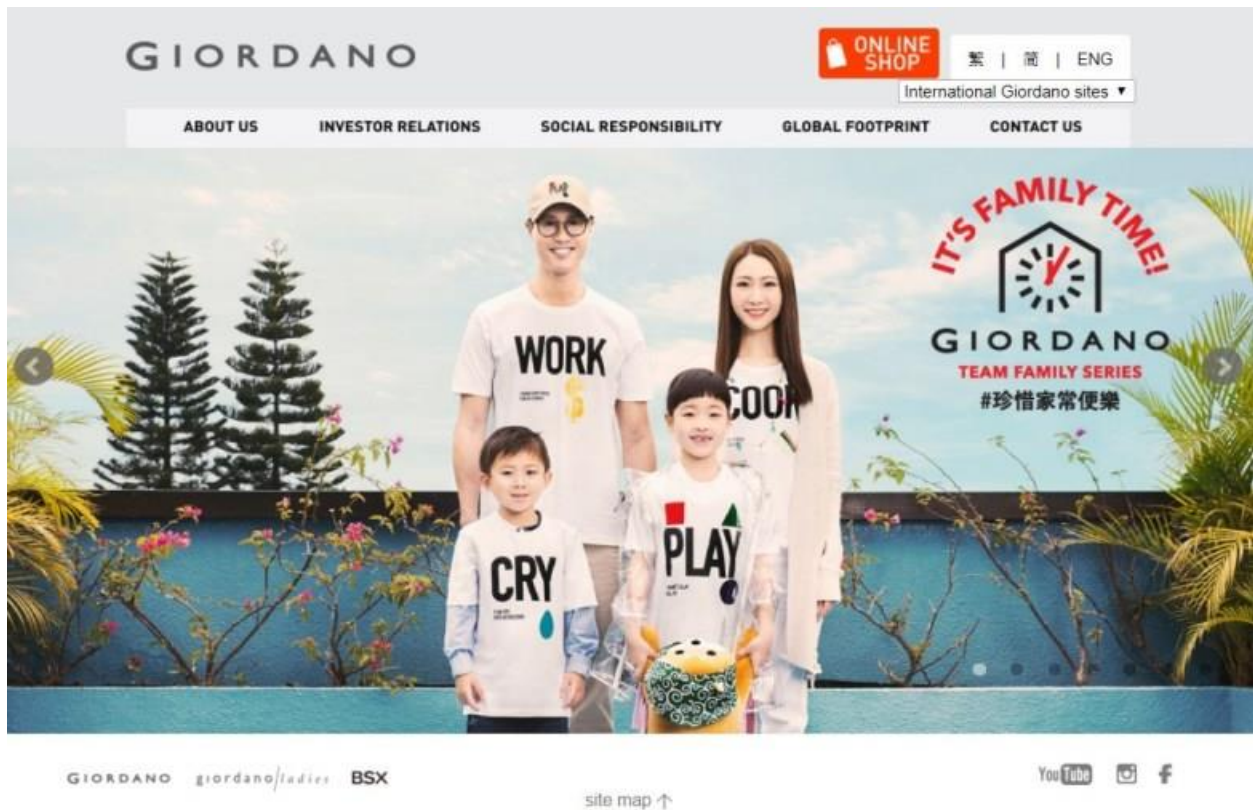 GIORDANO
ONLINE
SHOP
繁 | 简 | ENG
International Giordano sites ▼
ABOUT US INVESTOR RELATIONS SOCIAL RESPONSIBILITY GLOBAL FOOTPRINT CONTACT US
IT'S FAMILY TIME!
GIORDANO
TEAM FAMILY SERIES
#珍惜家常便樂
WORK
COOK
CRY
PLAY
GIORDANO giordano/ladies BSX
YouTube
site map ↑